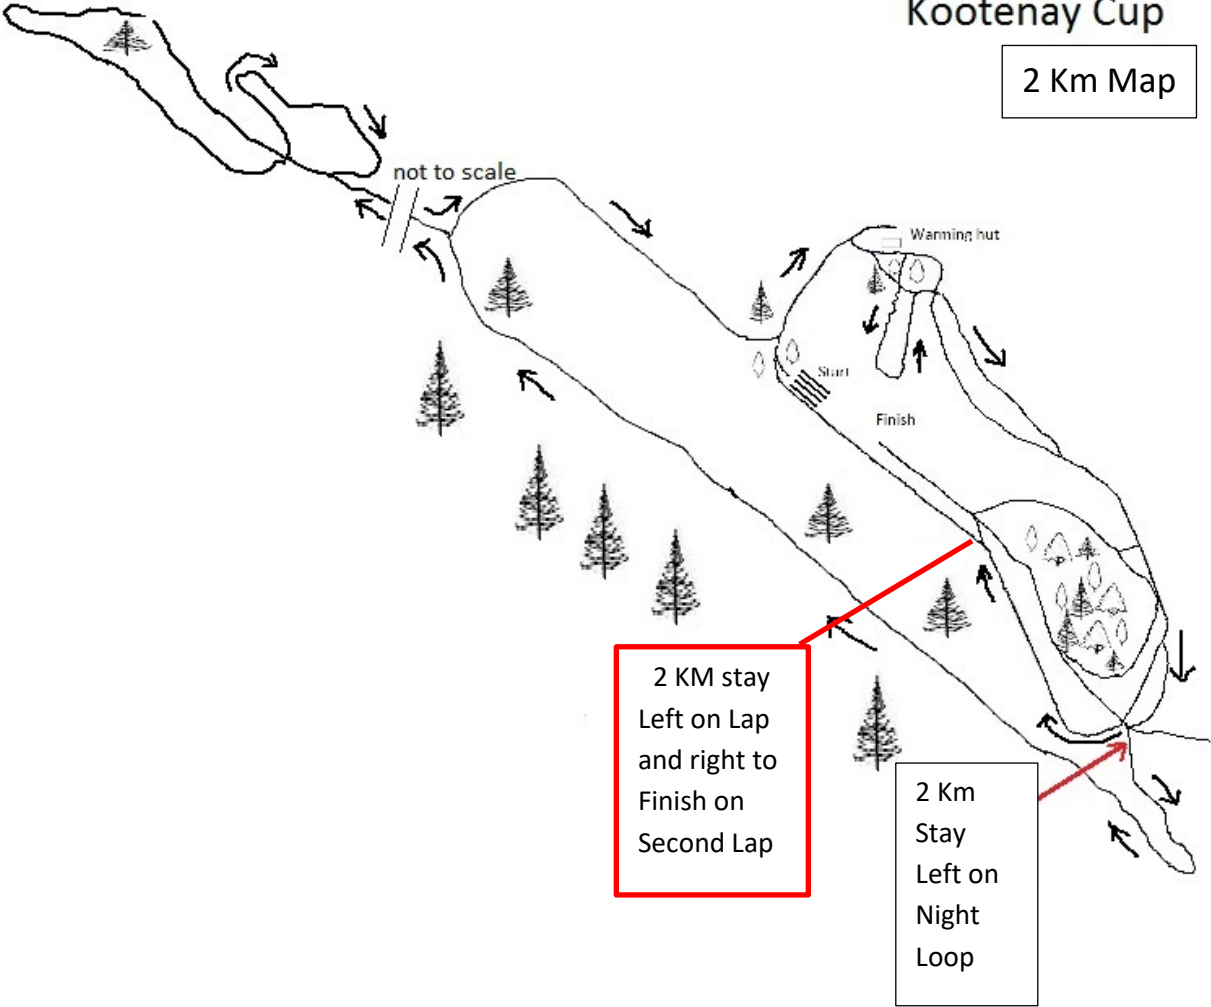 Kootenay Cup
2 Km Map
not to scale
Warming hut
Start
Finish
2 KM stay
Left on Lap
and right to
Finish on
Second Lap
2 Km
Stay
Left on
Night
Loop